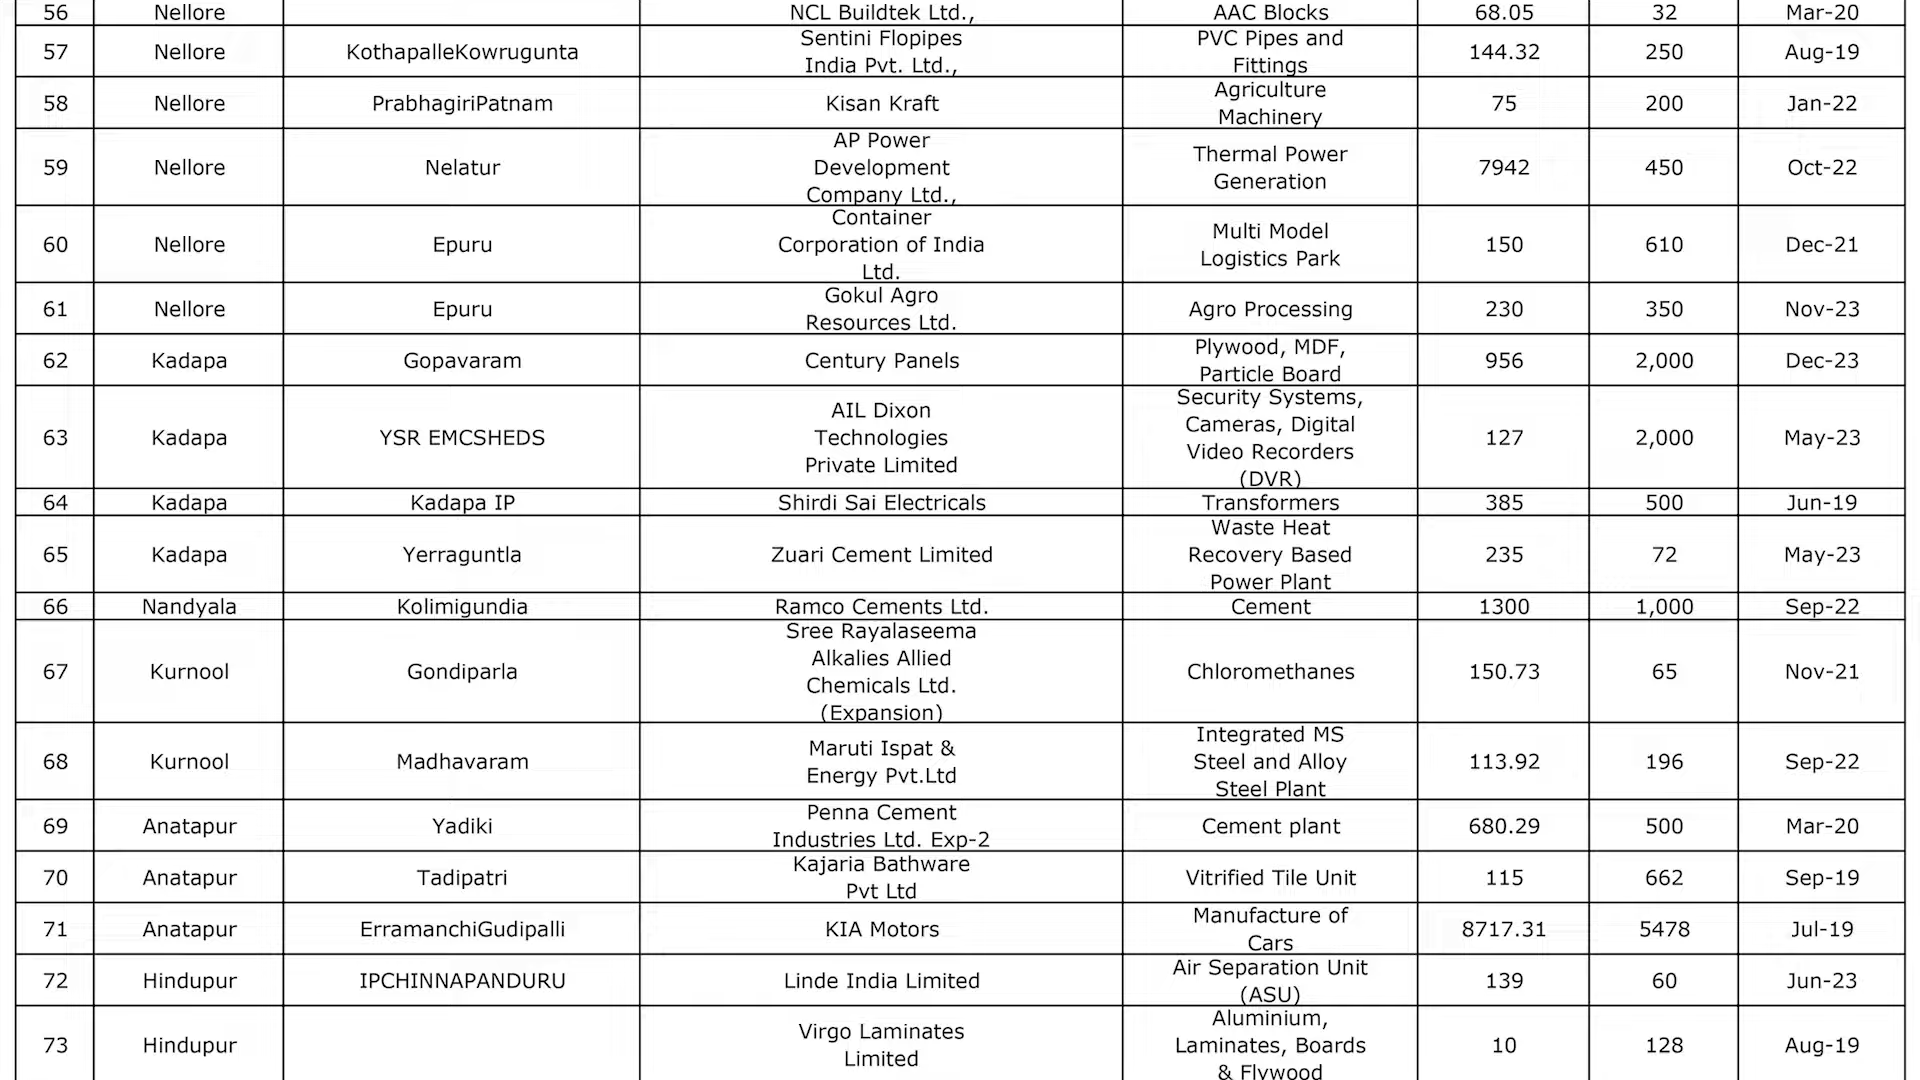 56 Nellore NCL Buildtek Ltd., AAC Blocks 68.05 32 Mar-20
57 Nellore KothapalleKowrugunta Sentini Flopipes India Pvt. Ltd., PVC Pipes and Fittings 144.32 250 Aug-19
58 Nellore PrabhagiriPatnam Kisan Kraft Agriculture Machinery 75 200 Jan-22
59 Nellore Nelatur AP Power Development Company Ltd., Thermal Power Generation 7942 450 Oct-22
60 Nellore Epuru Container Corporation of India Ltd. Multi Model Logistics Park 150 610 Dec-21
61 Nellore Epuru Gokul Agro Resources Ltd. Agro Processing 230 350 Nov-23
62 Kadapa Gopavaram Century Panels Plywood, MDF, Particle Board 956 2,000 Dec-23
63 Kadapa YSR EMCSHEDS AIL Dixon Technologies Private Limited Security Systems, Cameras, Digital Video Recorders (DVR) 127 2,000 May-23
64 Kadapa Kadapa IP Shirdi Sai Electricals Transformers 385 500 Jun-19
65 Kadapa Yerraguntla Zuari Cement Limited Waste Heat Recovery Based Power Plant 235 72 May-23
66 Nandyala Kolimigundia Ramco Cements Ltd. Cement 1300 1,000 Sep-22
67 Kurnool Gondiparla Sree Rayalaseema Alkalies Allied Chemicals Ltd. (Expansion) Chloromethanes 150.73 65 Nov-21
68 Kurnool Madhavaram Maruti Ispat & Energy Pvt.Ltd Integrated MS Steel and Alloy Steel Plant 113.92 196 Sep-22
69 Anatapur Yadiki Penna Cement Industries Ltd. Exp-2 Cement plant 680.29 500 Mar-20
70 Anatapur Tadipatri Kajaria Bathware Pvt Ltd Vitrified Tile Unit 115 662 Sep-19
71 Anatapur ErramanchiGudipalli KIA Motors Manufacture of Cars 8717.31 5478 Jul-19
72 Hindupur IPCHINNAPANDURU Linde India Limited Air Separation Unit (ASU) 139 60 Jun-23
73 Hindupur Virgo Laminates Limited Aluminium, Laminates, Boards & Flywood 10 128 Aug-19